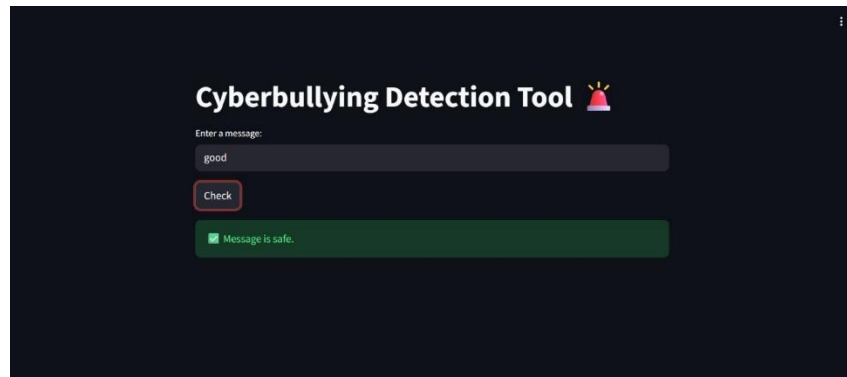 Cyberbullying Detection Tool 🚨
Enter a message:
good
Check
✅ Message is safe.